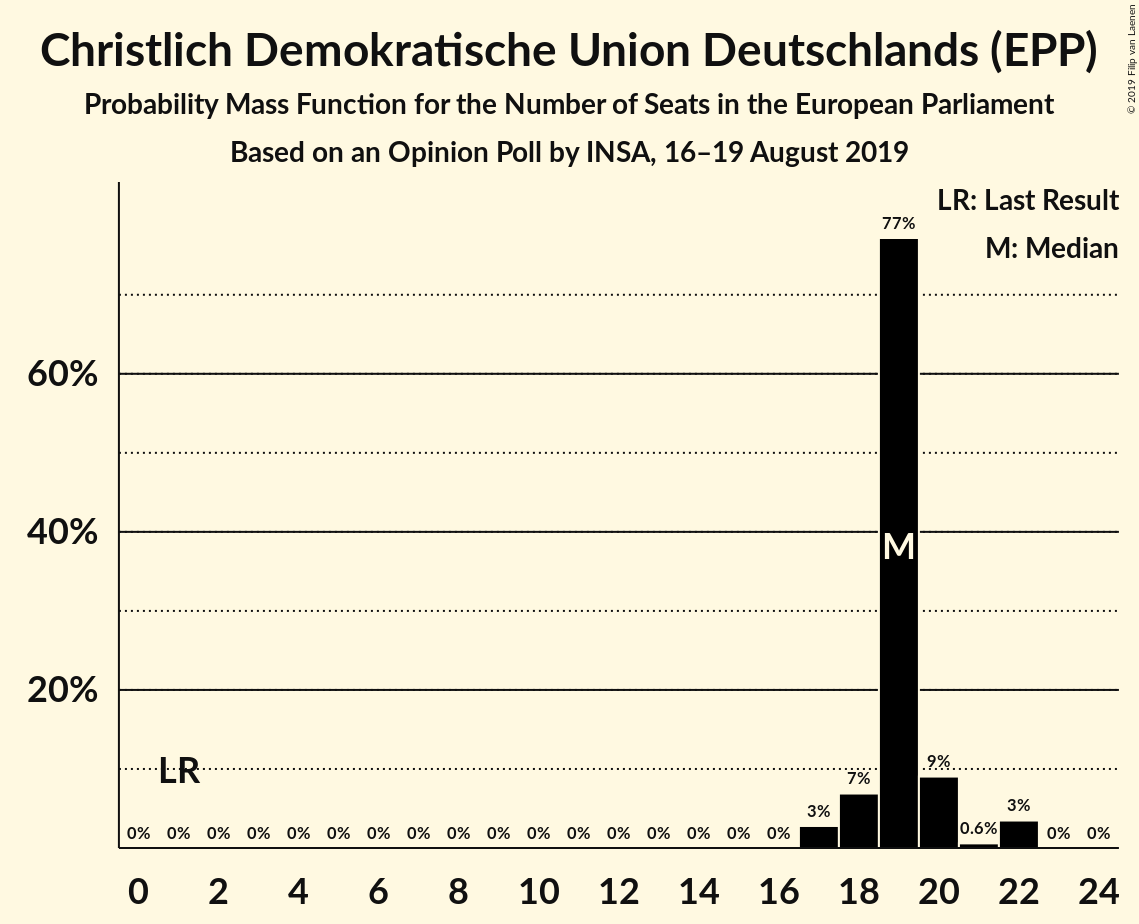 Christlich Demokratische Union Deutschlands (EPP)
Probability Mass Function for the Number of Seats in the European Parliament
Based on an Opinion Poll by INSA, 16–19 August 2019
© 2019 Filip van Laenen
LR: Last Result
M: Median
77%
60%
40%
M
20%
LR
0% 0% 0% 0% 0% 0% 0% 0% 0% 0% 0% 0% 0% 0% 0% 0% 0% 3% 7% 9% 0.6% 3% 0% 0%
0 2 4 6 8 10 12 14 16 18 20 22 24